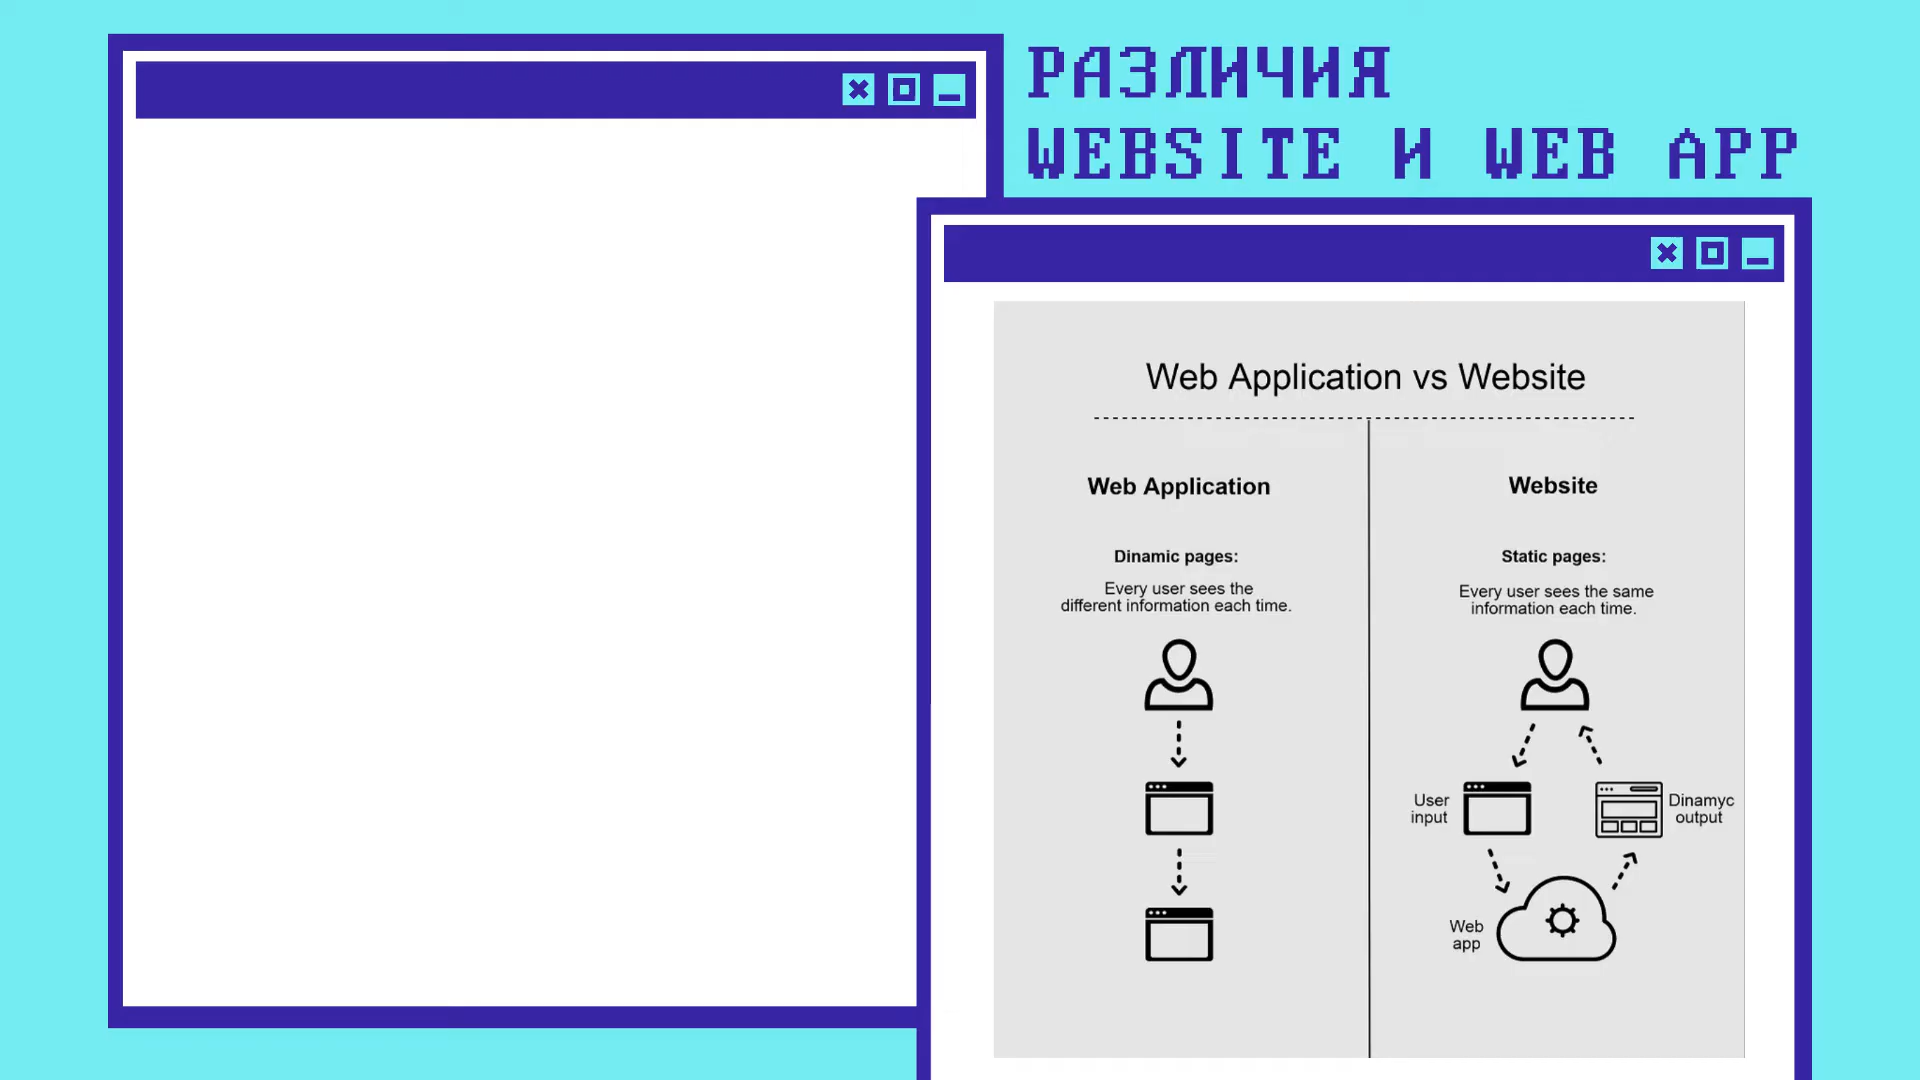 РАЗЛИЧИЯ
WEBSITE И WEB APP
Web Application vs Website
Web Application
Dinamic pages:
Every user sees the
different information each time.
Website
Static pages:
Every user sees the same
information each time.
User
input
Dinamyc
output
Web
app